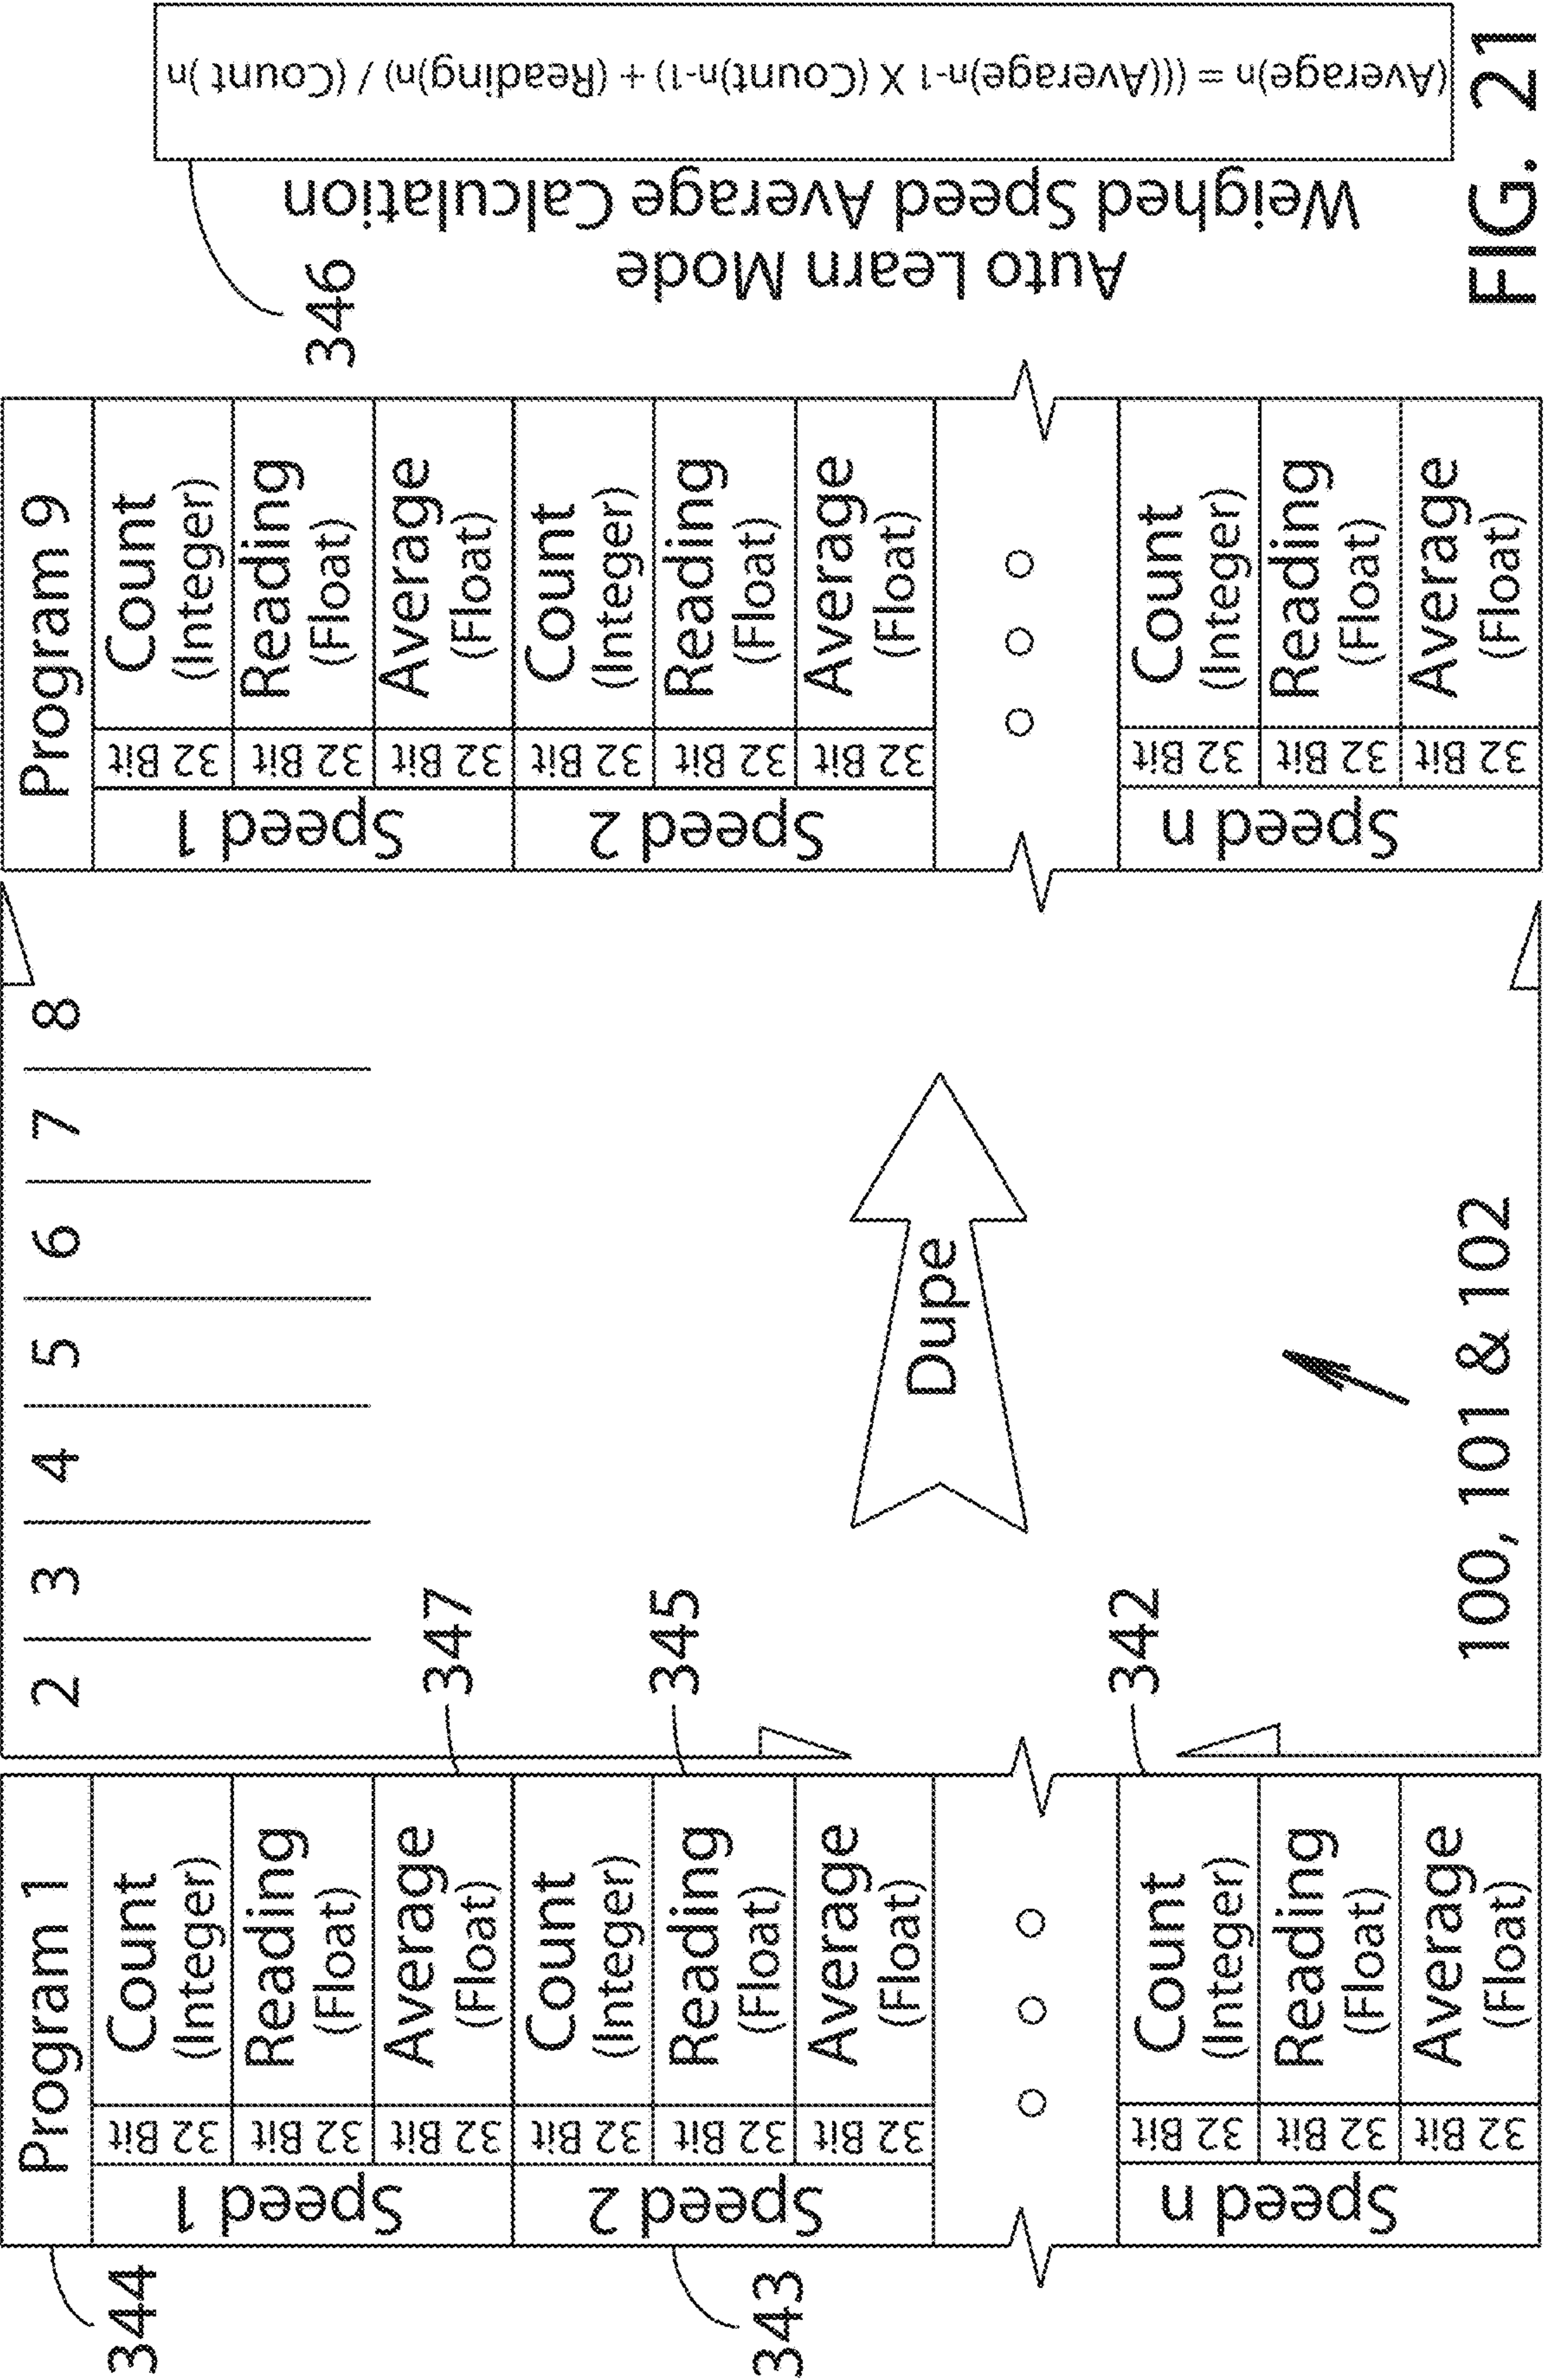 344
Program 1
Speed 1
32 Bit
Count
(Integer)
32 Bit
Reading
(Float)
32 Bit
Average
(Float)
347
343
Speed 2
32 Bit
Count
(Integer)
32 Bit
Reading
(Float)
345
32 Bit
Average
(Float)
Speed n
32 Bit
Count
(Integer)
342
32 Bit
Reading
(Float)
32 Bit
Average
(Float)
2
3
4
5
6
7
8
Dupe
100, 101 & 102
Program 9
Speed 1
32 Bit
Count
(Integer)
32 Bit
Reading
(Float)
32 Bit
Average
(Float)
Speed 2
32 Bit
Count
(Integer)
32 Bit
Reading
(Float)
32 Bit
Average
(Float)
Speed n
32 Bit
Count
(Integer)
32 Bit
Reading
(Float)
32 Bit
Average
(Float)
346
Auto Learn Mode
Weighed Speed Average Calculation
(Average)n = ((((Average)n-1 X (Count)n-1) + (Reading)n) / (Count )n
FIG. 21